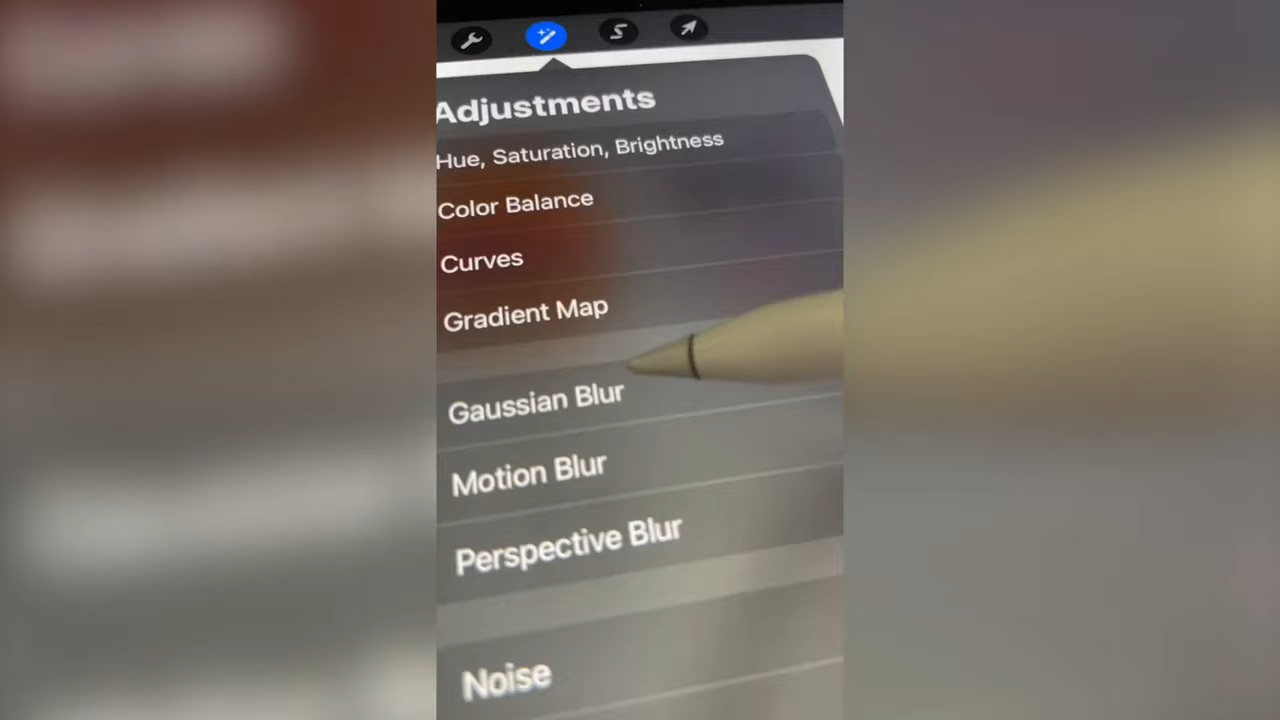 Adjustments
Hue, Saturation, Brightness
Color Balance
Curves
Gradient Map
Gaussian Blur
Motion Blur
Perspective Blur
Noise